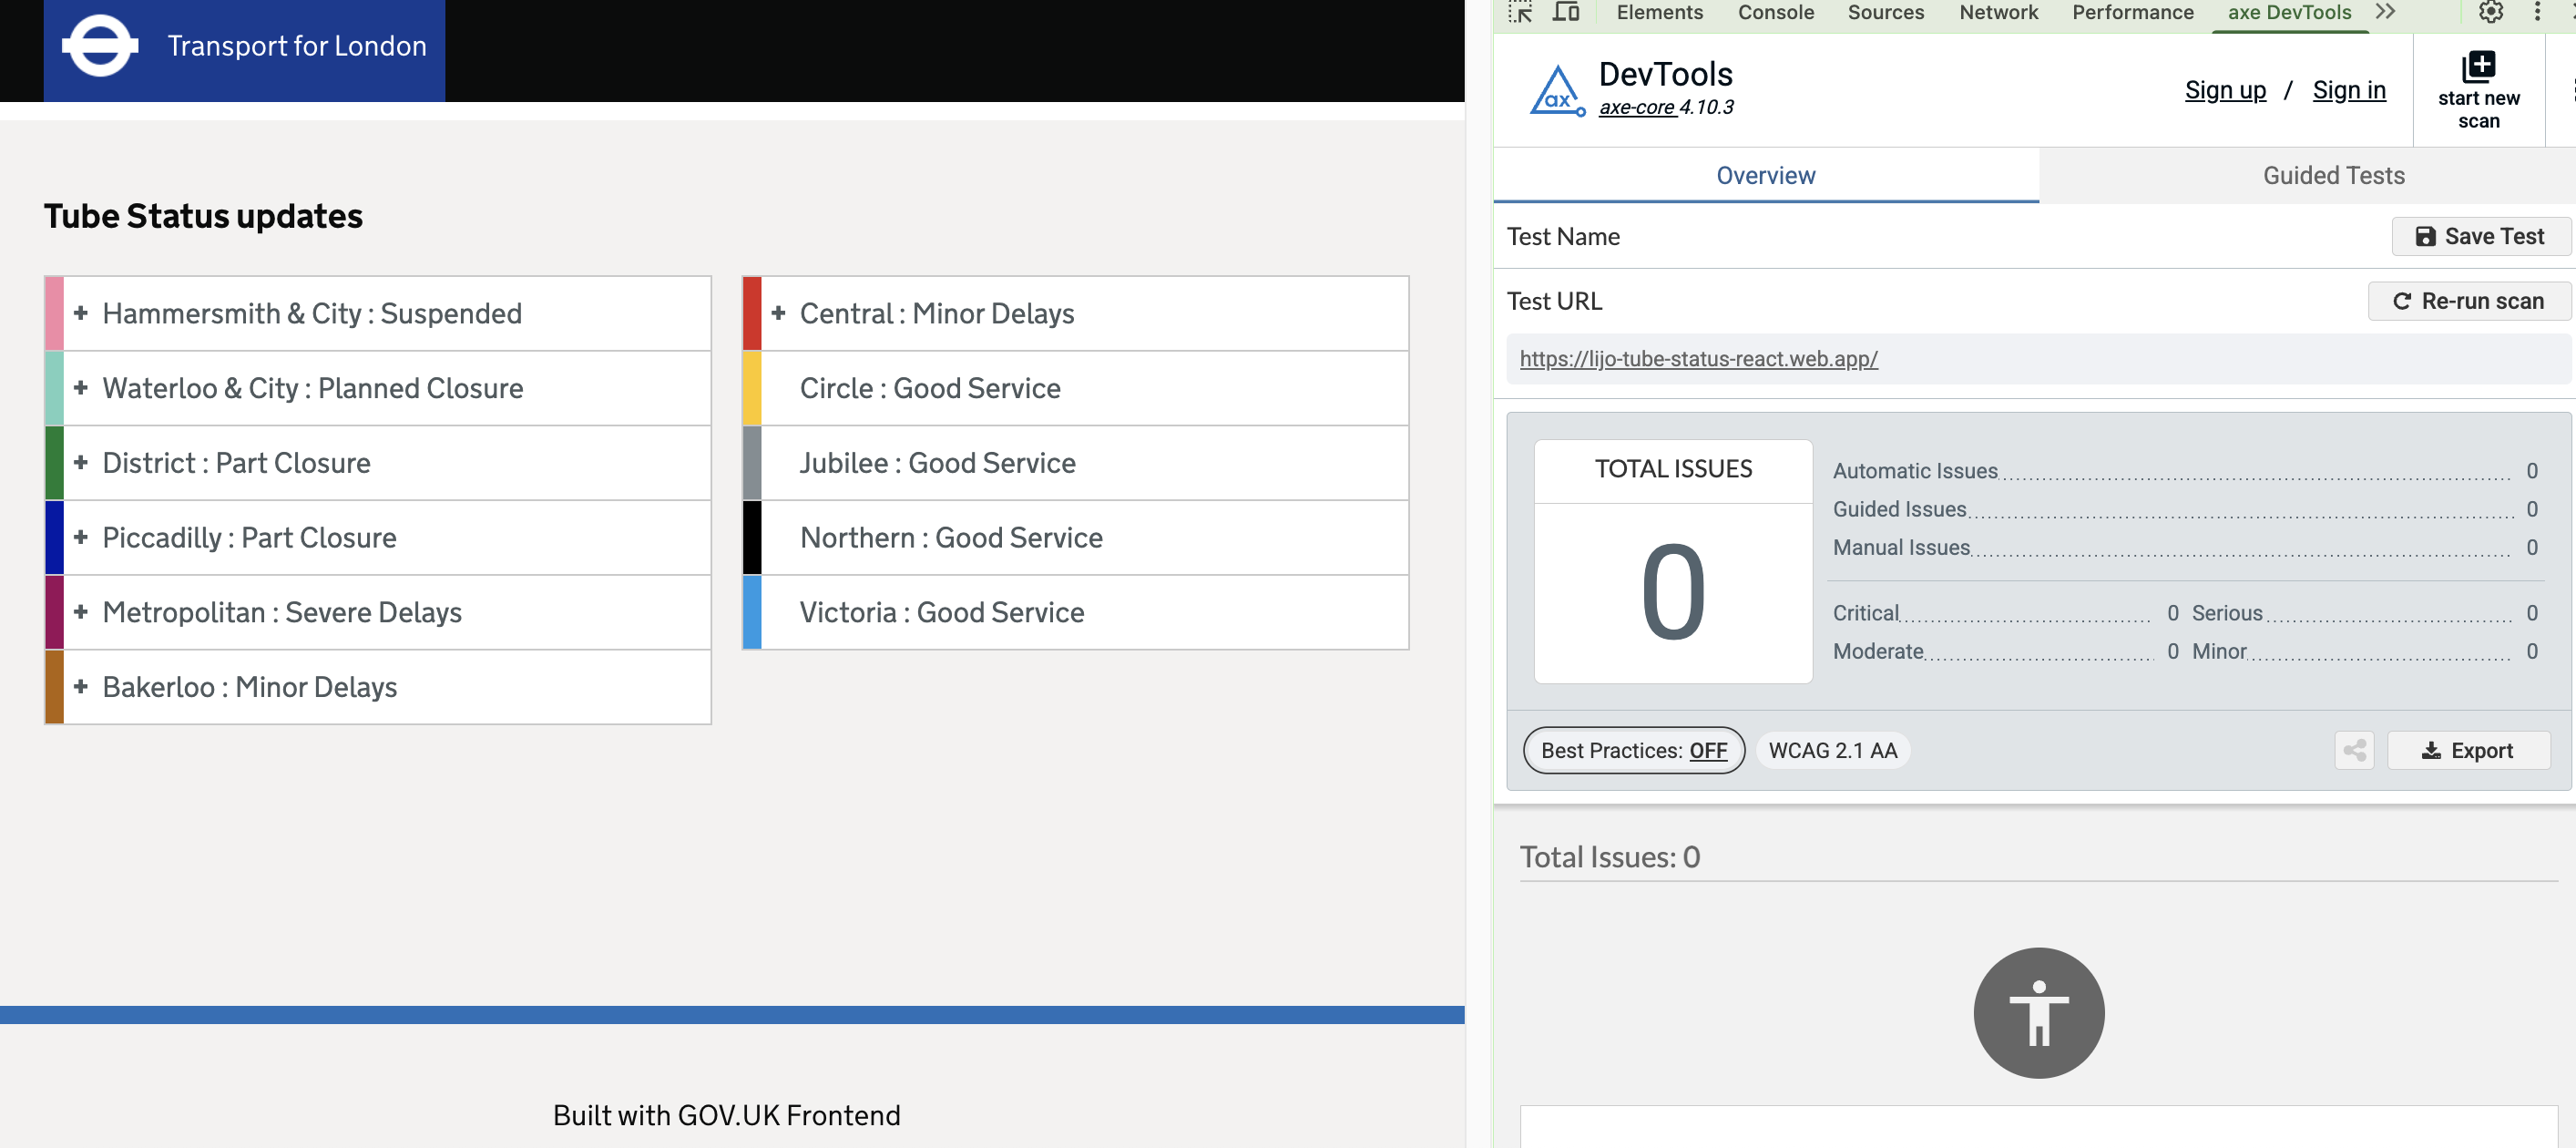 Transport for London
Tube Status updates
+ Hammersmith & City : Suspended
+ Waterloo & City : Planned Closure
+ District : Part Closure
+ Piccadilly : Part Closure
+ Metropolitan : Severe Delays
+ Bakerloo : Minor Delays
+ Central : Minor Delays
Circle : Good Service
Jubilee : Good Service
Northern : Good Service
Victoria : Good Service
Built with GOV.UK Frontend
Elements Console Sources Network Performance axe DevTools
ax
DevTools
axe-core 4.10.3
Sign up / Sign in
start new
scan
Overview
Guided Tests
Test Name
Save Test
Test URL
Re-run scan
https://lijo-tube-status-react.web.app/
TOTAL ISSUES
0
Automatic Issues 0
Guided Issues 0
Manual Issues 0
Critical 0 Serious 0
Moderate 0 Minor 0
Best Practices: OFF
WCAG 2.1 AA
Export
Total Issues: 0